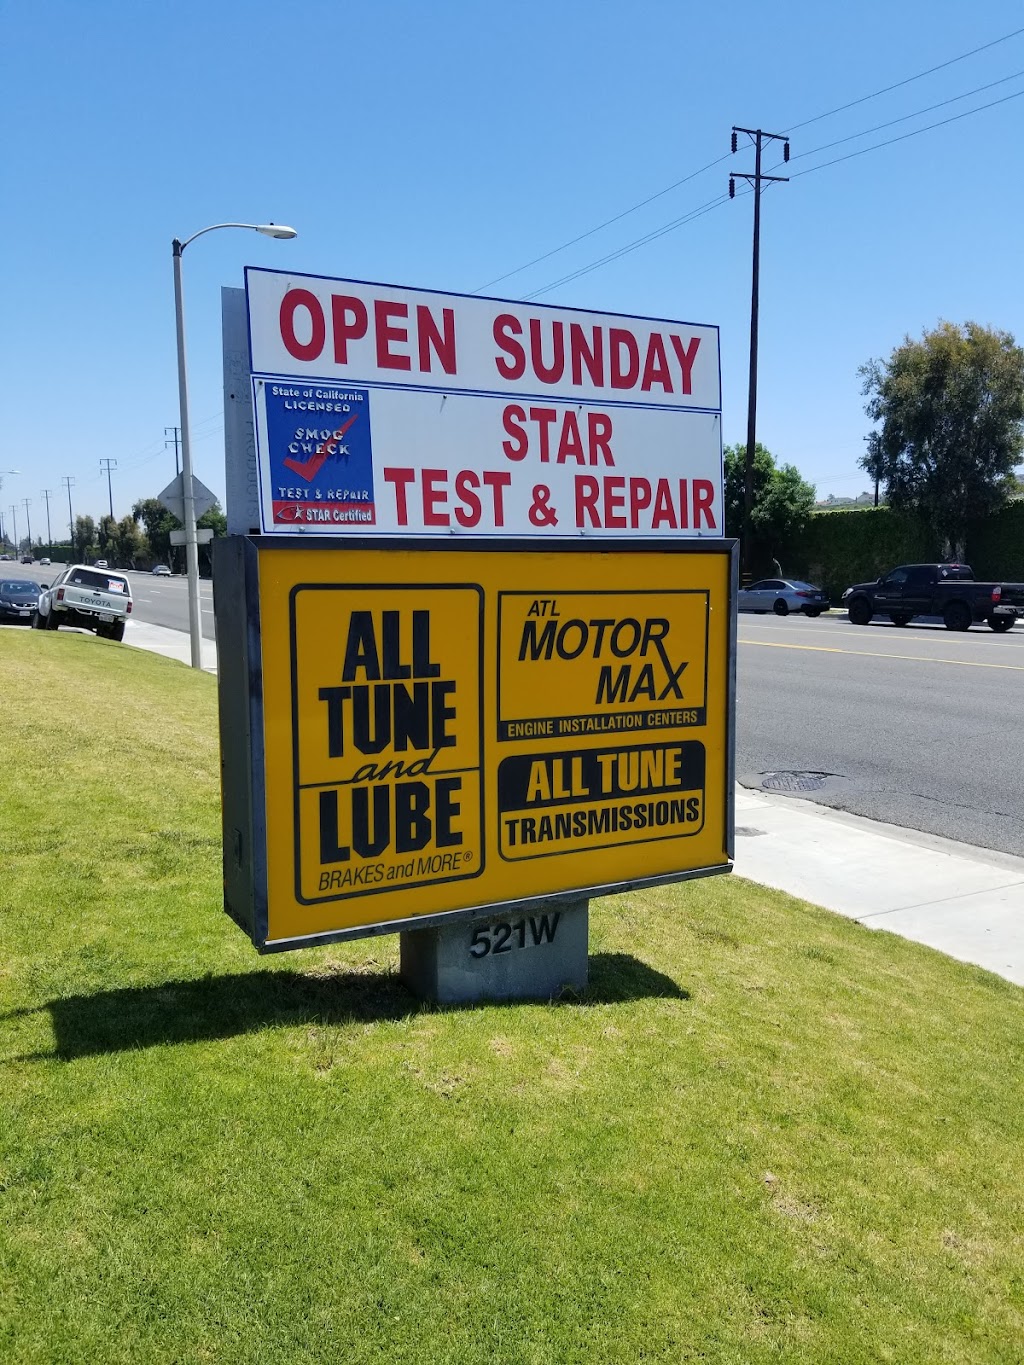 OPEN SUNDAY
State of California
LICENSED
SMOG
CHECK
TEST & REPAIR
STAR Certified
STAR
TEST & REPAIR
ALL
TUNE
and
LUBE
BRAKES and MORE®
ATL
MOTOR
MAX
ENGINE INSTALLATION CENTERS
ALL TUNE
TRANSMISSIONS
521W
TOYOTA